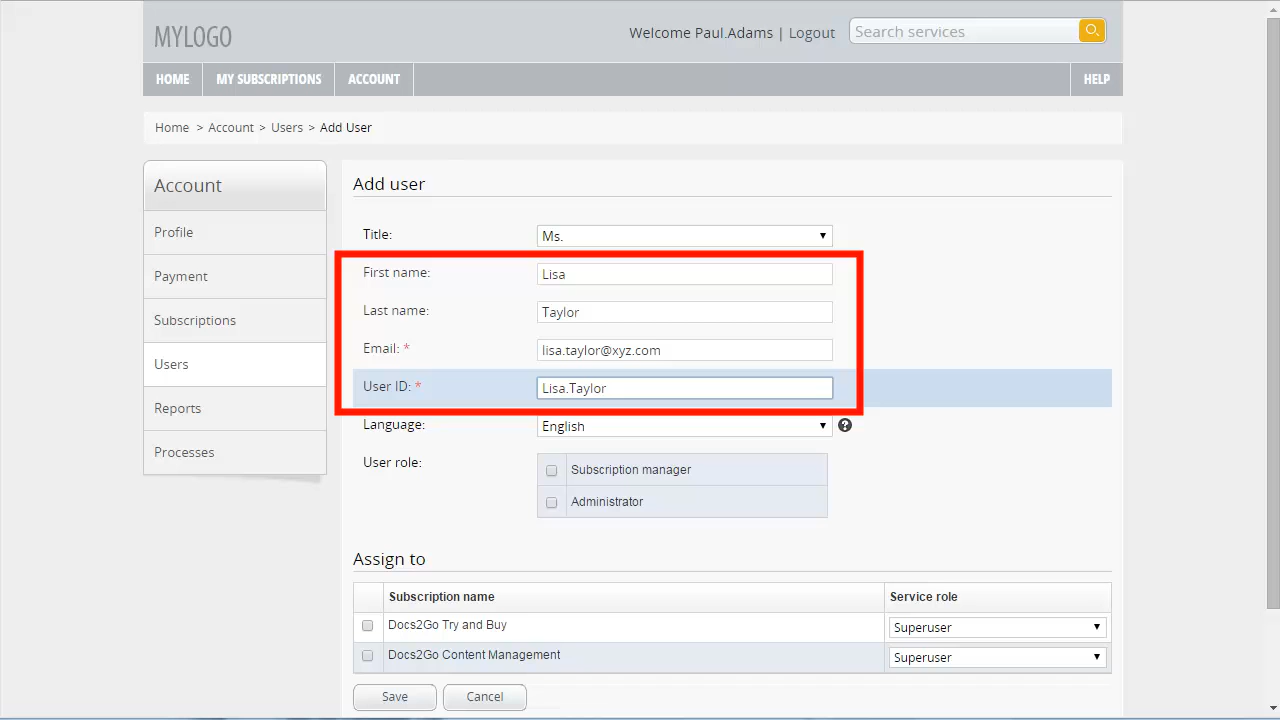 MYLOGO
Welcome Paul.Adams | Logout
Search services
HOME MY SUBSCRIPTIONS ACCOUNT HELP
Home > Account > Users > Add User
Account
Profile
Payment
Subscriptions
Users
Reports
Processes
Add user
Title: Ms.
First name: Lisa
Last name: Taylor
Email: * lisa.taylor@xyz.com
User ID: * Lisa.Taylor
Language: English ?
User role: Subscription manager
Administrator
Assign to
Subscription name Service role
Docs2Go Try and Buy Superuser
Docs2Go Content Management Superuser
Save Cancel